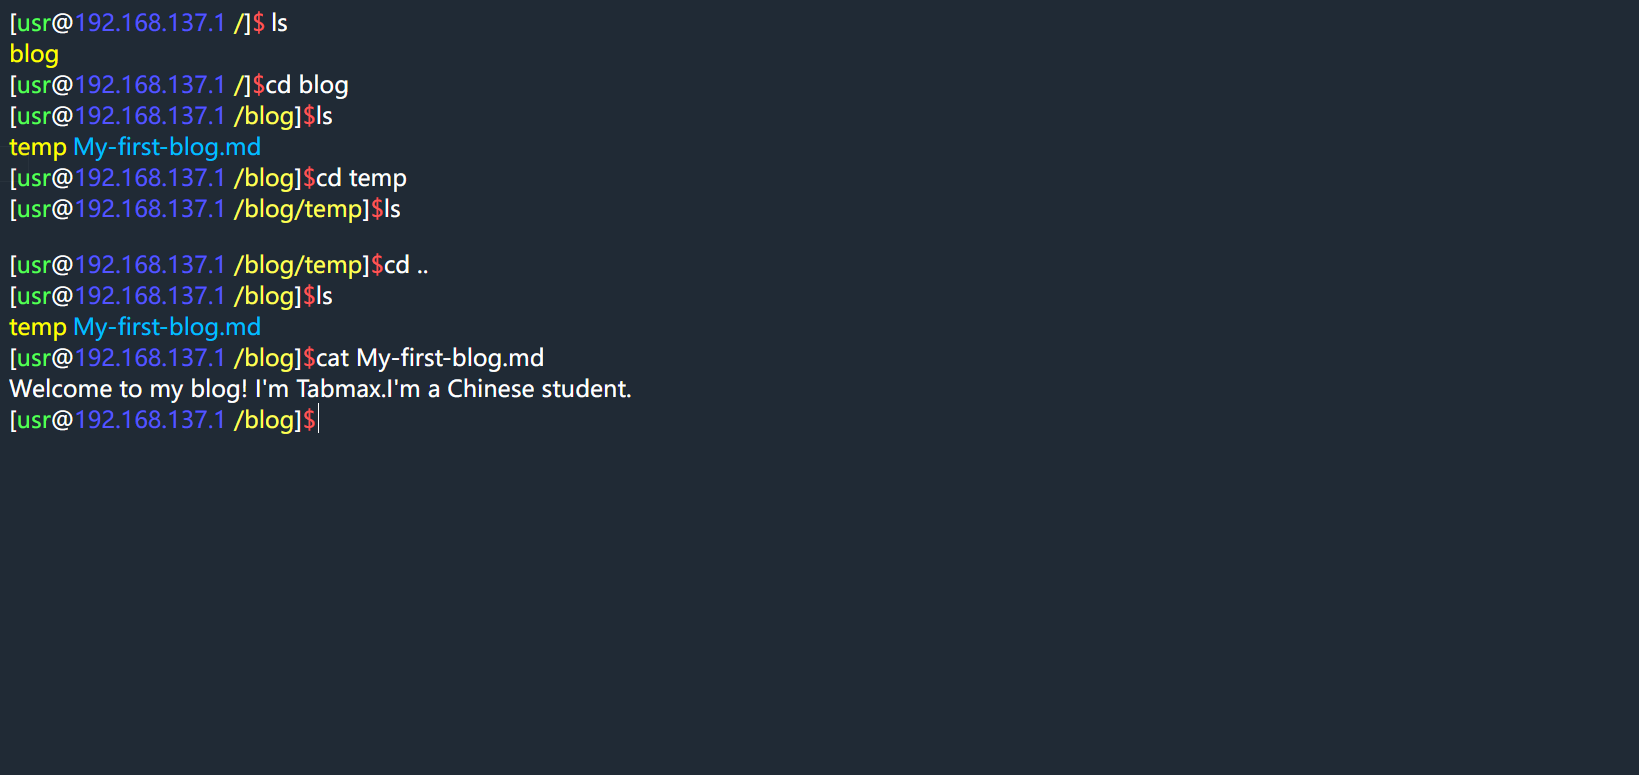 [usr@192.168.137.1 /]$ ls
blog
[usr@192.168.137.1 /]$cd blog
[usr@192.168.137.1 /blog]$ls
temp My-first-blog.md
[usr@192.168.137.1 /blog]$cd temp
[usr@192.168.137.1 /blog/temp]$ls
[usr@192.168.137.1 /blog/temp]$cd ..
[usr@192.168.137.1 /blog]$ls
temp My-first-blog.md
[usr@192.168.137.1 /blog]$cat My-first-blog.md
Welcome to my blog! I'm Tabmax.I'm a Chinese student.
[usr@192.168.137.1 /blog]$